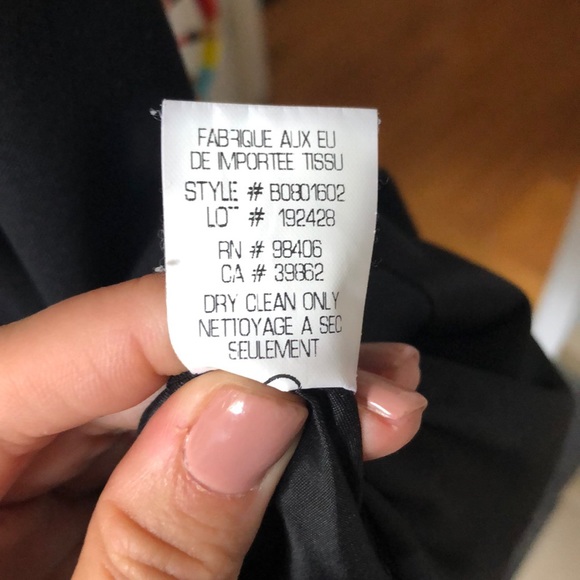 FABRIQUE AUX EU
DE IMPORTEE TISSU
STYLE # B0801602
LOT # 192428
RN # 98406
CA # 39862
DRY CLEAN ONLY
NETTOYAGE A SEC
SEULEMENT